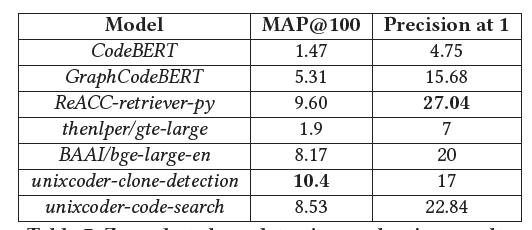 Model MAP@100 Precision at 1
CodeBERT 1.47 4.75
GraphCodeBERT 5.31 15.68
ReACC-retriever-py 9.60 27.04
thenlper/gte-large 1.9 7
BAAI/bge-large-en 8.17 20
unixcoder-clone-detection 10.4 17
unixcoder-code-search 8.53 22.84